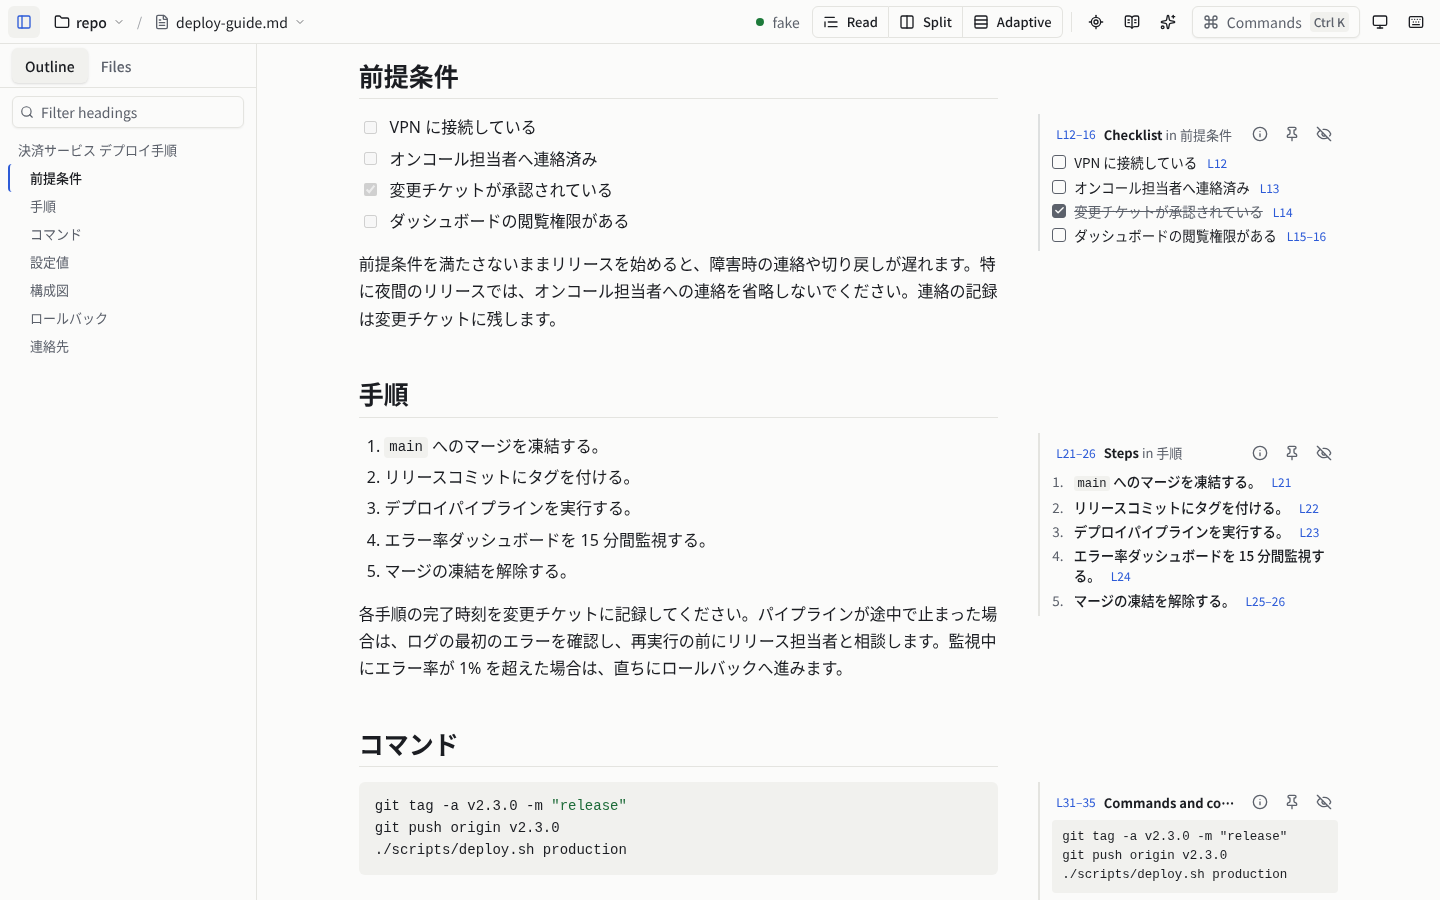 repo / deploy-guide.md
fake
Read
Split
Adaptive
Commands Ctrl K
Outline
Files
Filter headings
決済サービス デプロイ手順
前提条件
手順
コマンド
設定値
構成図
ロールバック
連絡先
前提条件
VPN に接続している
オンコール担当者へ連絡済み
変更チケットが承認されている
ダッシュボードの閲覧権限がある
前提条件を満たさないままリリースを始めると、障害時の連絡や切り戻しが遅れます。特
に夜間のリリースでは、オンコール担当者への連絡を省略しないでください。連絡の記録
は変更チケットに残します。
手順
1. main へのマージを凍結する。
2. リリースコミットにタグを付ける。
3. デプロイパイプラインを実行する。
4. エラー率ダッシュボードを 15 分間監視する。
5. マージの凍結を解除する。
各手順の完了時刻を変更チケットに記録してください。パイプラインが途中で止まった場
合は、ログの最初のエラーを確認し、再実行の前にリリース担当者と相談します。監視中
にエラー率が 1% を超えた場合は、直ちにロールバックへ進みます。
コマンド
git tag -a v2.3.0 -m "release"
git push origin v2.3.0
./scripts/deploy.sh production
L12–16 Checklist in 前提条件
VPN に接続している L12
オンコール担当者へ連絡済み L13
変更チケットが承認されている L14
ダッシュボードの閲覧権限がある L15–16
L21–26 Steps in 手順
1. main へのマージを凍結する。 L21
2. リリースコミットにタグを付ける。 L22
3. デプロイパイプラインを実行する。 L23
4. エラー率ダッシュボードを 15 分間監視す
る。 L24
5. マージの凍結を解除する。 L25–26
L31–35 Commands and co…
git tag -a v2.3.0 -m "release"
git push origin v2.3.0
./scripts/deploy.sh production